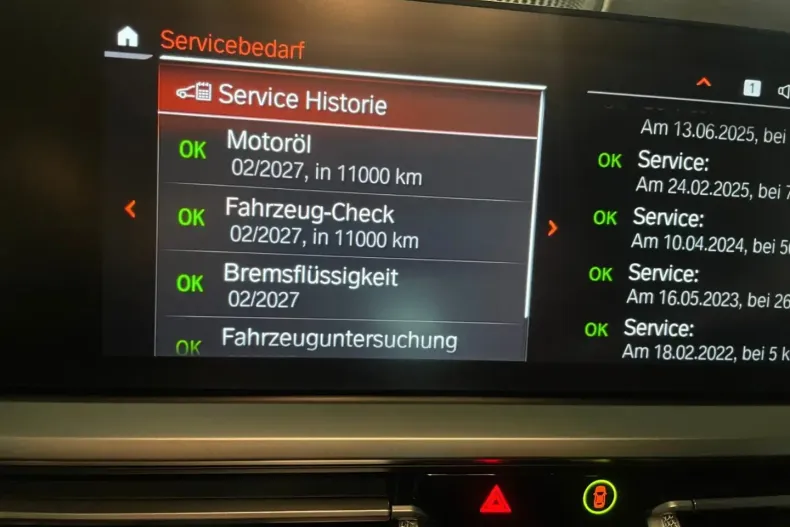 Servicebedarf
Service Historie
OK Motoröl
02/2027, in 11000 km
OK Fahrzeug-Check
02/2027, in 11000 km
OK Bremsflüssigkeit
02/2027
OK Fahrzeuguntersuchung
1
Am 13.06.2025, bei
OK Service:
Am 24.02.2025, bei 7
OK Service:
Am 10.04.2024, bei
OK Service:
Am 16.05.2023, bei 26
OK Service:
Am 18.02.2022, bei 5 k